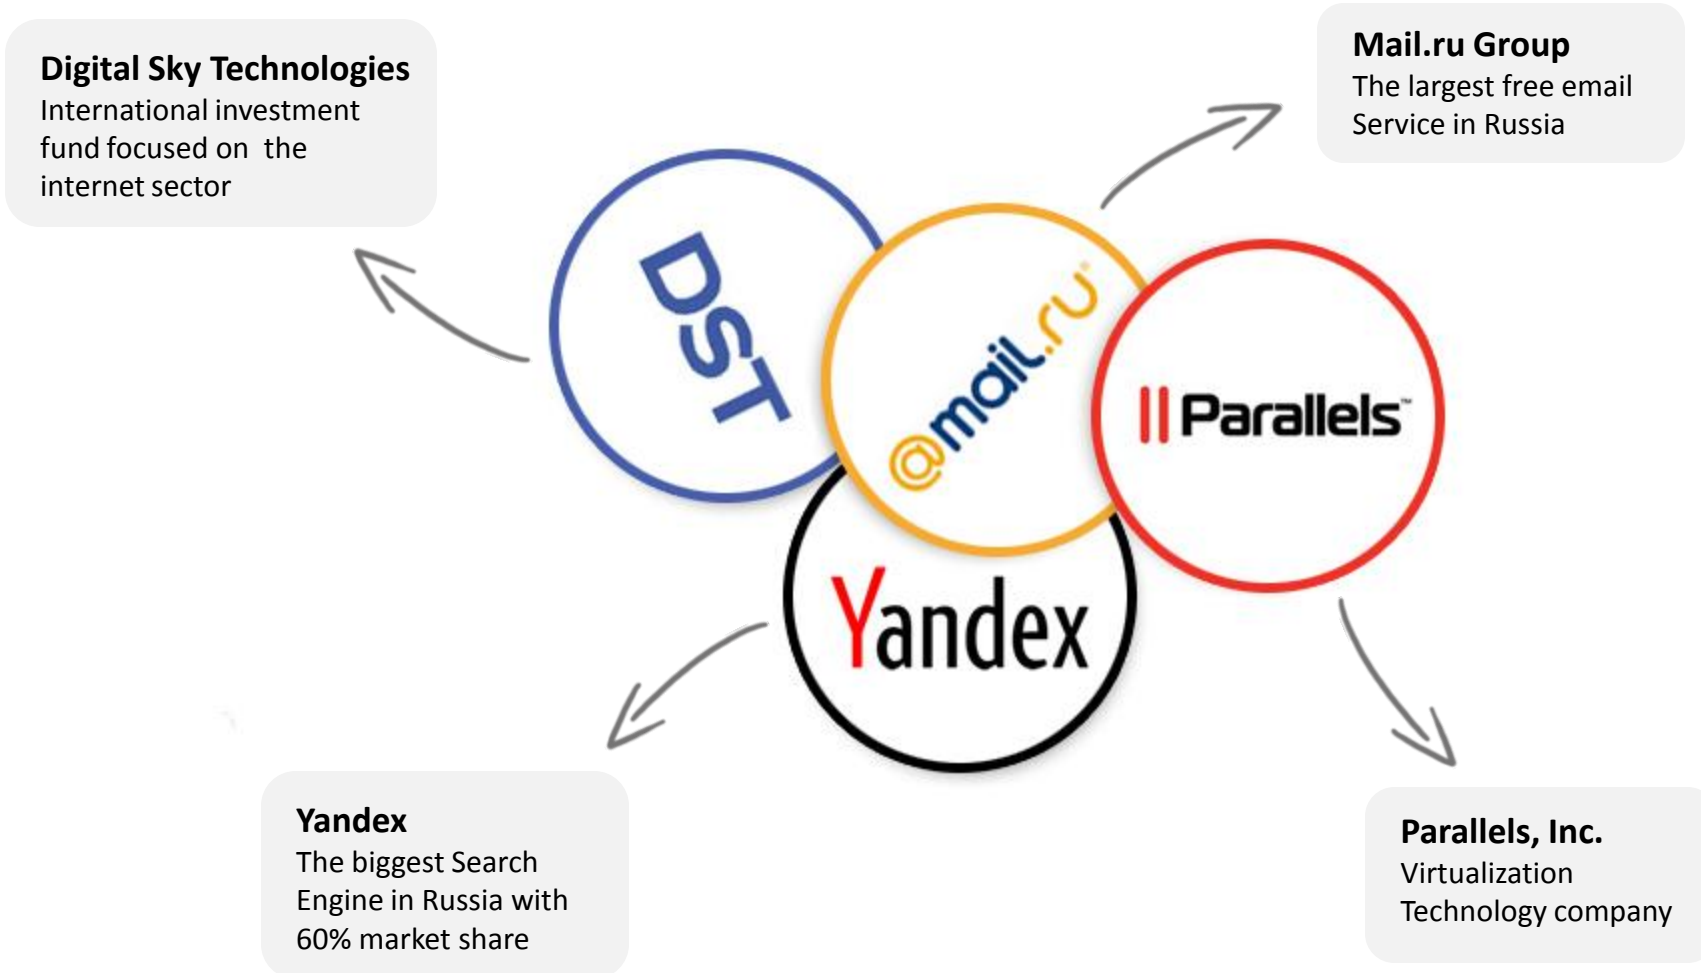 Digital Sky Technologies
International investment
fund focused on the
internet sector
Mail.ru Group
The largest free email
Service in Russia
DST
@mail.ru
|| Parallels™
Yandex
Yandex
The biggest Search
Engine in Russia with
60% market share
Parallels, Inc.
Virtualization
Technology company